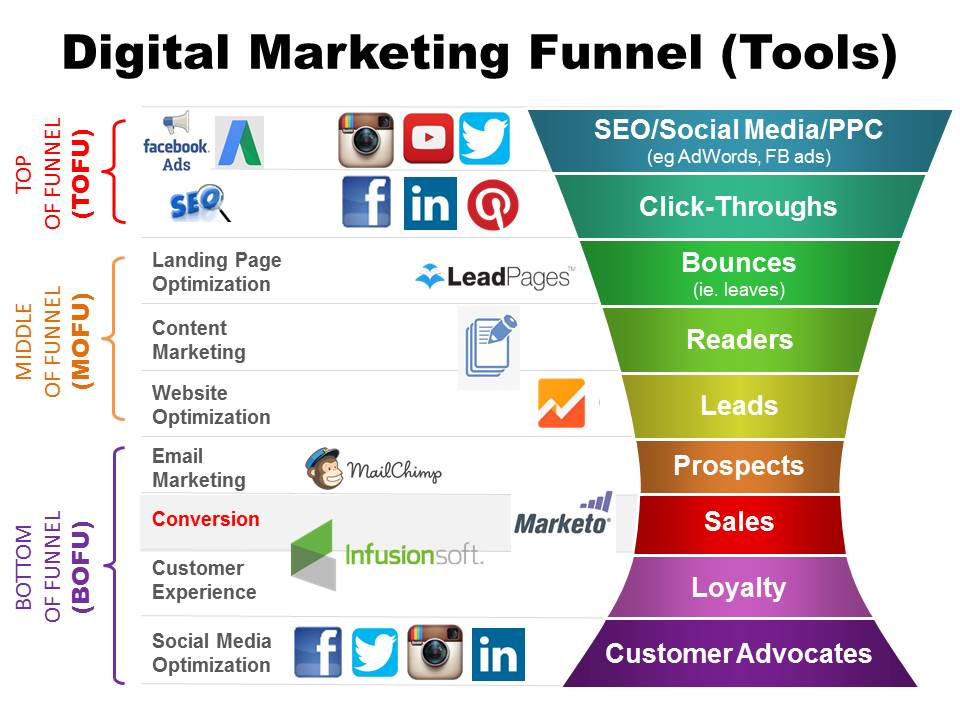 Digital Marketing Funnel (Tools)
TOP
OF FUNNEL
(TOFU)
facebook
Ads
SEO
SEO/Social Media/PPC
(eg AdWords, FB ads)
Click-Throughs
MIDDLE
OF FUNNEL
(MOFU)
Landing Page
Optimization
LeadPages™
Bounces
(ie. leaves)
Content
Marketing
Readers
Website
Optimization
Leads
BOTTOM
OF FUNNEL
(BOFU)
Email
Marketing
MailChimp
Prospects
Conversion
Marketo®
Sales
Infusionsoft.
Customer
Experience
Loyalty
Social Media
Optimization
in
Customer Advocates